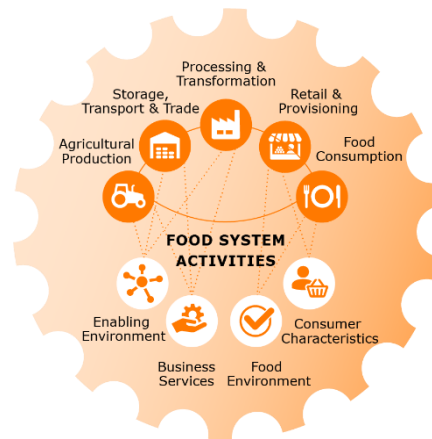 Processing &
Transformation
Storage,
Transport & Trade
Retail &
Provisioning
Agricultural
Production
Food
Consumption
FOOD SYSTEM
ACTIVITIES
Enabling
Environment
Consumer
Characteristics
Business
Services
Food
Environment